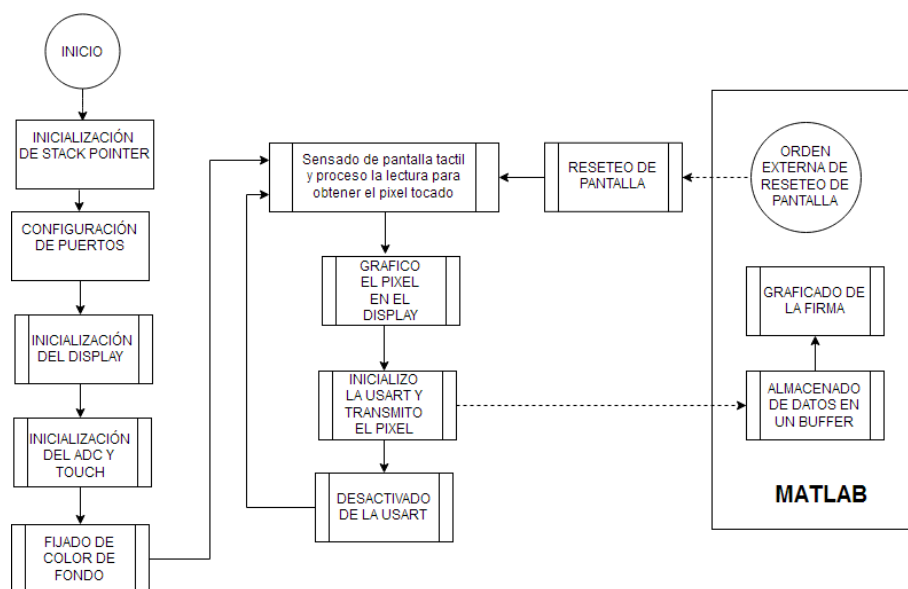 INICIO
INICIALIZACIÓN
DE STACK POINTER
CONFIGURACIÓN
DE PUERTOS
INICIALIZACIÓN
DEL DISPLAY
INICIALIZACIÓN
DEL ADC Y
TOUCH
FIJADO DE
COLOR DE
FONDO
Sensado de pantalla tactil
y proceso la lectura para
obtener el pixel tocado
GRAFICO
EL PIXEL
EN EL
DISPLAY
INICIALIZO
LA USART Y
TRANSMITO
EL PIXEL
DESACTIVADO
DE LA USART
RESETEO DE
PANTALLA
ORDEN
EXTERNA DE
RESETEO DE
PANTALLA
GRAFICADO DE
LA FIRMA
ALMACENADO
DE DATOS EN
UN BUFFER
MATLAB